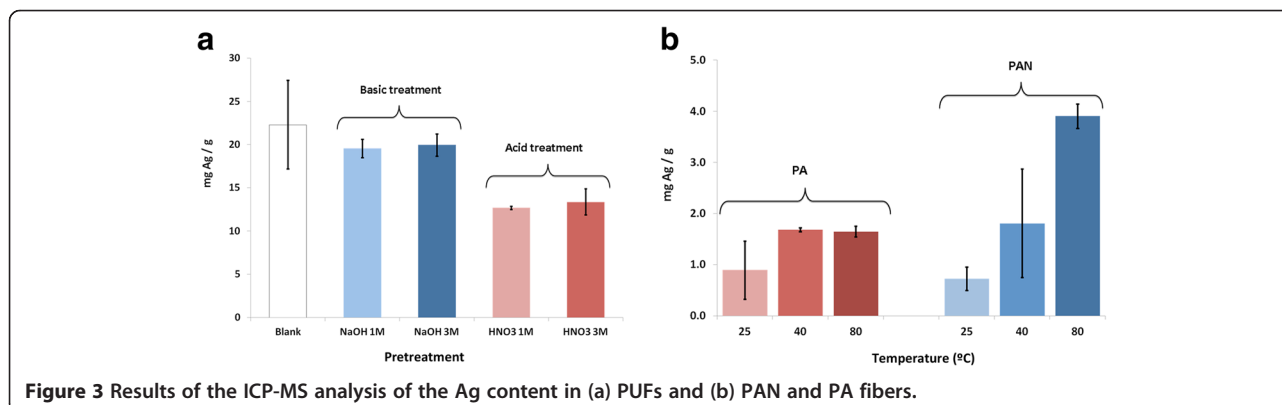 a
30
25
20
15
10
5
0
mg Ag / g
Basic treatment
Acid treatment
Blank
NaOH 1M
NaOH 3M
HNO3 1M
HNO3 3M
Pretreatment
b
5.0
4.0
3.0
2.0
1.0
0.0
mg Ag / g
PA
PAN
25
40
80
25
40
80
Temperature (ºC)
Figure 3 Results of the ICP-MS analysis of the Ag content in (a) PUFs and (b) PAN and PA fibers.